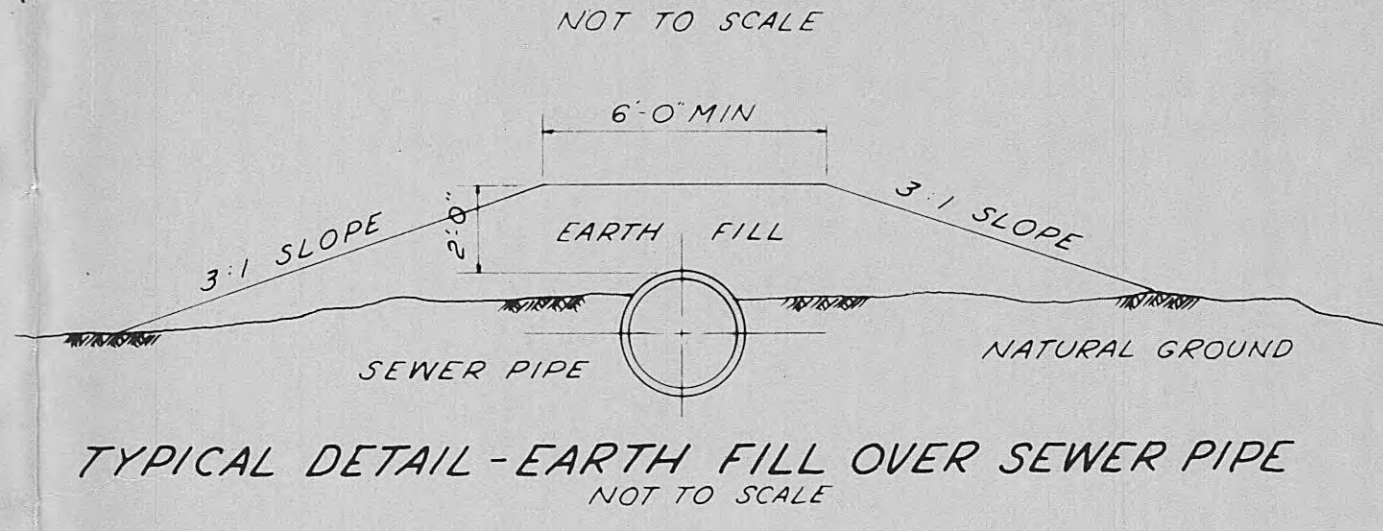 NOT TO SCALE
6'-0" MIN
3:1 SLOPE
2'-0"
EARTH FILL
3:1 SLOPE
SEWER PIPE
NATURAL GROUND
TYPICAL DETAIL - EARTH FILL OVER SEWER PIPE
NOT TO SCALE